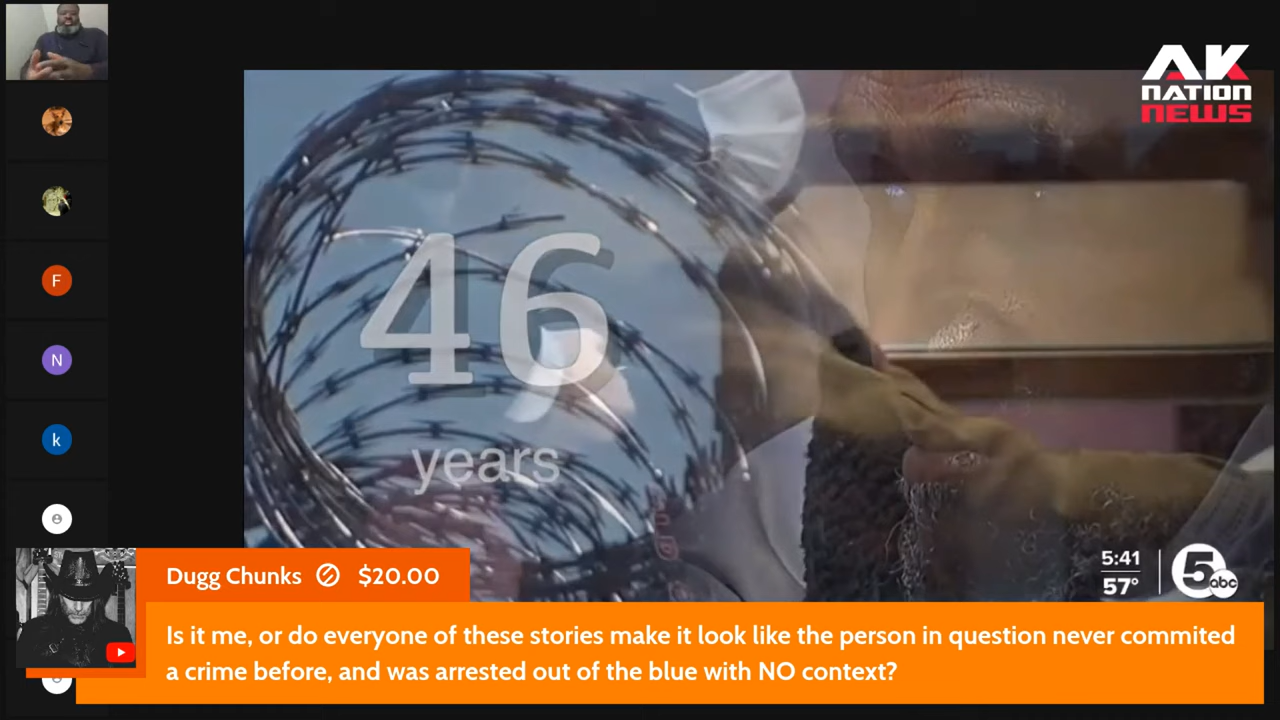 AK
NATION
NEWS
46
years
F
N
k
5:41
57°
5
abc
Dugg Chunks $20.00
Is it me, or do everyone of these stories make it look like the person in question never commited
a crime before, and was arrested out of the blue with NO context?